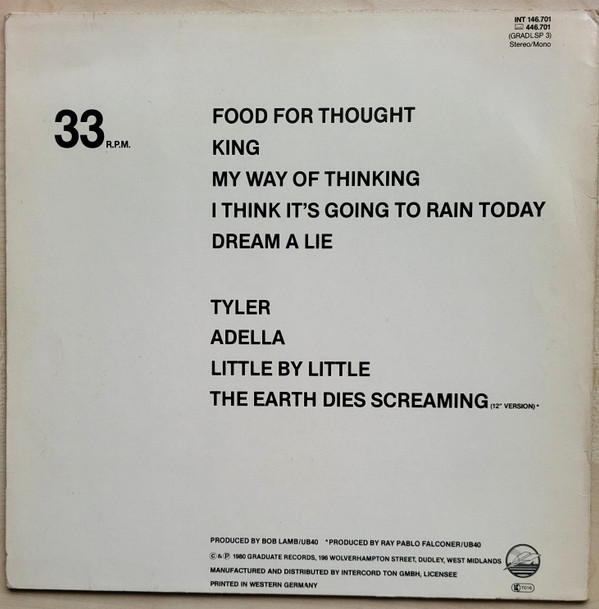 INT 146.701
446.701
(GRADLSP 3)
Stereo/Mono
33 R.P.M.
FOOD FOR THOUGHT
KING
MY WAY OF THINKING
I THINK IT'S GOING TO RAIN TODAY
DREAM A LIE
TYLER
ADELLA
LITTLE BY LITTLE
THE EARTH DIES SCREAMING (12" VERSION)*
PRODUCED BY BOB LAMB/UB40 *PRODUCED BY RAY PABLO FALCONER/UB40
© & ℗ 1980 GRADUATE RECORDS, 196 WOLVERHAMPTON STREET, DUDLEY, WEST MIDLANDS
MANUFACTURED AND DISTRIBUTED BY INTERCORD TON GMBH, LICENSEE
PRINTED IN WESTERN GERMANY